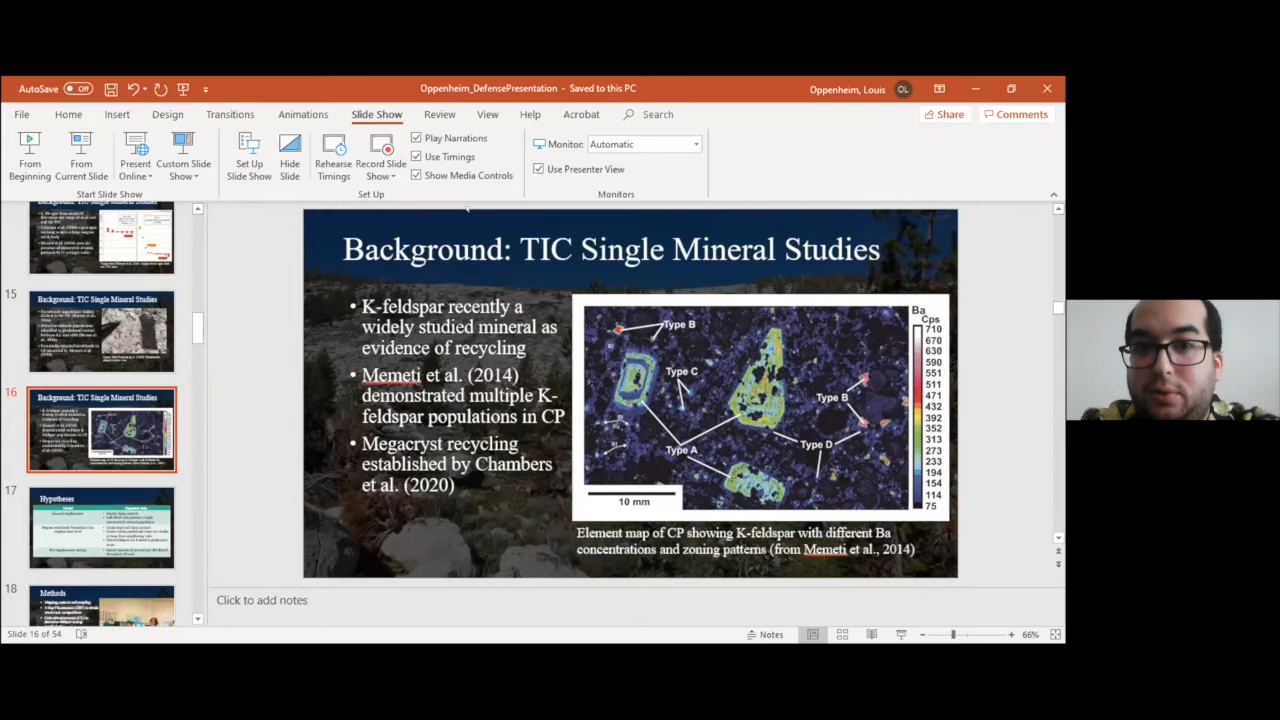 AutoSave Off
Oppenheim_DefensePresentation - Saved to this PC
Oppenheim, Louis
OL
File Home Insert Design Transitions Animations Slide Show Review View Help Acrobat Search
Share Comments
From Beginning
From Current Slide
Present Online
Custom Slide Show
Set Up Slide Show
Hide Slide
Rehearse Timings
Record Slide Show
Play Narrations
Use Timings
Show Media Controls
Monitor: Automatic
Use Presenter View
Start Slide Show
Set Up
Monitors
15
Background: TIC Single Mineral Studies
16
Background: TIC Single Mineral Studies
17
Hypotheses
18
Methods
Background: TIC Single Mineral Studies
• K-feldspar recently a
widely studied mineral as
evidence of recycling
• Memeti et al. (2014)
demonstrated multiple K-
feldspar populations in CP
• Megacryst recycling
established by Chambers
et al. (2020)
Type B
Type C
Type B
Type D
Type A
10 mm
Ba
Cps
710
670
630
590
551
511
471
432
392
352
313
273
233
194
154
114
75
Element map of CP showing K-feldspar with different Ba
concentrations and zoning patterns (from Memeti et al., 2014)
Click to add notes
Slide 16 of 54
Notes
66%